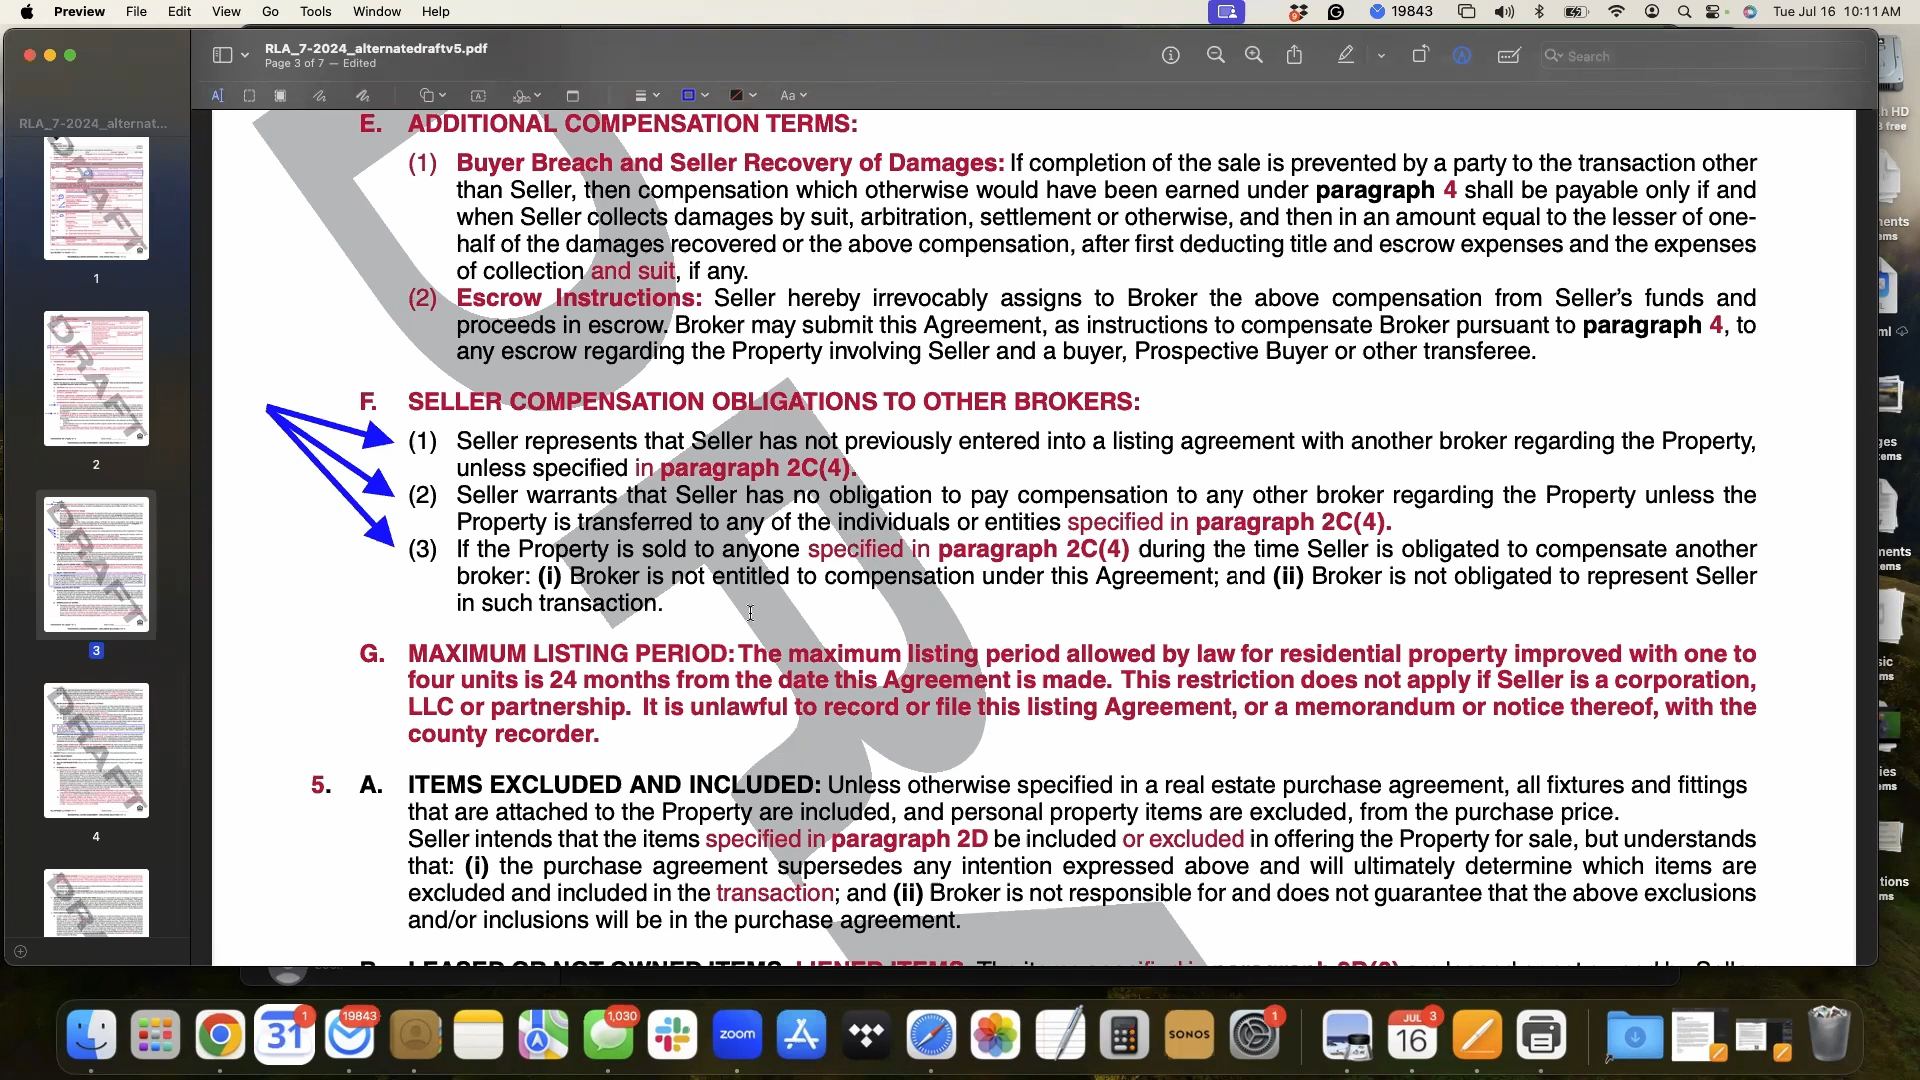 Preview File Edit View Go Tools Window Help 9 19843 Tue Jul 16 10:11 AM
RLA_7-2024_alternatedraftv5.pdf
Page 3 of 7 — Edited
Search
Aa
RLA_7-2024_alternat...
E. ADDITIONAL COMPENSATION TERMS:
(1) Buyer Breach and Seller Recovery of Damages: If completion of the sale is prevented by a party to the transaction other
than Seller, then compensation which otherwise would have been earned under paragraph 4 shall be payable only if and
when Seller collects damages by suit, arbitration, settlement or otherwise, and then in an amount equal to the lesser of one-
half of the damages recovered or the above compensation, after first deducting title and escrow expenses and the expenses
of collection and suit, if any.
(2) Escrow Instructions: Seller hereby irrevocably assigns to Broker the above compensation from Seller's funds and
proceeds in escrow. Broker may submit this Agreement, as instructions to compensate Broker pursuant to paragraph 4, to
any escrow regarding the Property involving Seller and a buyer, Prospective Buyer or other transferee.
F. SELLER COMPENSATION OBLIGATIONS TO OTHER BROKERS:
(1) Seller represents that Seller has not previously entered into a listing agreement with another broker regarding the Property,
unless specified in paragraph 2C(4).
(2) Seller warrants that Seller has no obligation to pay compensation to any other broker regarding the Property unless the
Property is transferred to any of the individuals or entities specified in paragraph 2C(4).
(3) If the Property is sold to anyone specified in paragraph 2C(4) during the time Seller is obligated to compensate another
broker: (i) Broker is not entitled to compensation under this Agreement; and (ii) Broker is not obligated to represent Seller
in such transaction.
G. MAXIMUM LISTING PERIOD: The maximum listing period allowed by law for residential property improved with one to
four units is 24 months from the date this Agreement is made. This restriction does not apply if Seller is a corporation,
LLC or partnership. It is unlawful to record or file this listing Agreement, or a memorandum or notice thereof, with the
county recorder.
5. A. ITEMS EXCLUDED AND INCLUDED: Unless otherwise specified in a real estate purchase agreement, all fixtures and fittings
that are attached to the Property are included, and personal property items are excluded, from the purchase price.
Seller intends that the items specified in paragraph 2D be included or excluded in offering the Property for sale, but understands
that: (i) the purchase agreement supersedes any intention expressed above and will ultimately determine which items are
excluded and included in the transaction; and (ii) Broker is not responsible for and does not guarantee that the above exclusions
and/or inclusions will be in the purchase agreement.
DRAFT
1
DRAFT
2
DRAFT
3
DRAFT
4
DRAFT
1 31
19843
1,030
zoom
SONOS
1
JUL 3
16